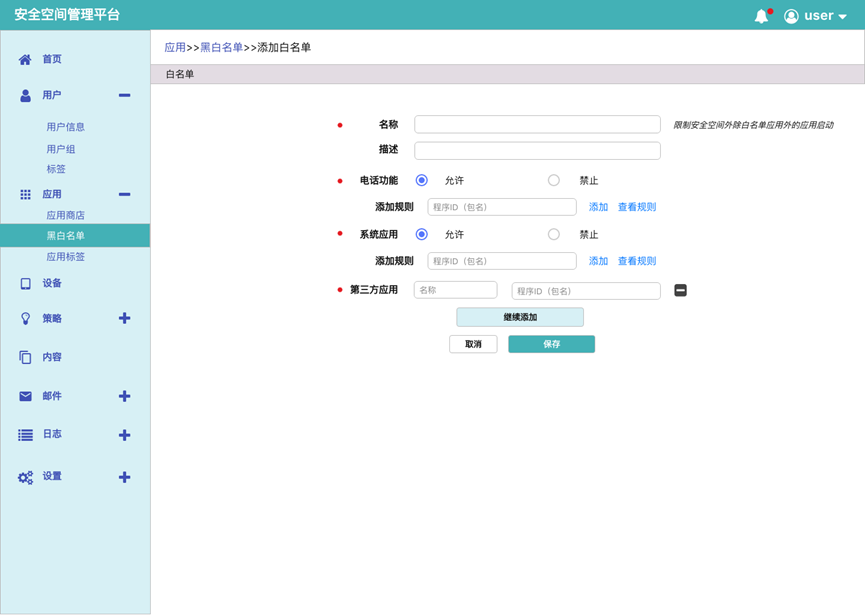 安全空间管理平台
user
首页
用户
用户信息
用户组
标签
应用
应用商店
黑白名单
应用标签
设备
策略
内容
邮件
日志
设置
应用>>黑白名单>>添加白名单
白名单
名称
限制安全空间外除白名单应用外的应用启动
描述
电话功能 允许 禁止
添加规则 程序ID（包名） 添加 查看规则
系统应用 允许 禁止
添加规则 程序ID（包名） 添加 查看规则
第三方应用 名称 程序ID（包名）
继续添加
取消 保存